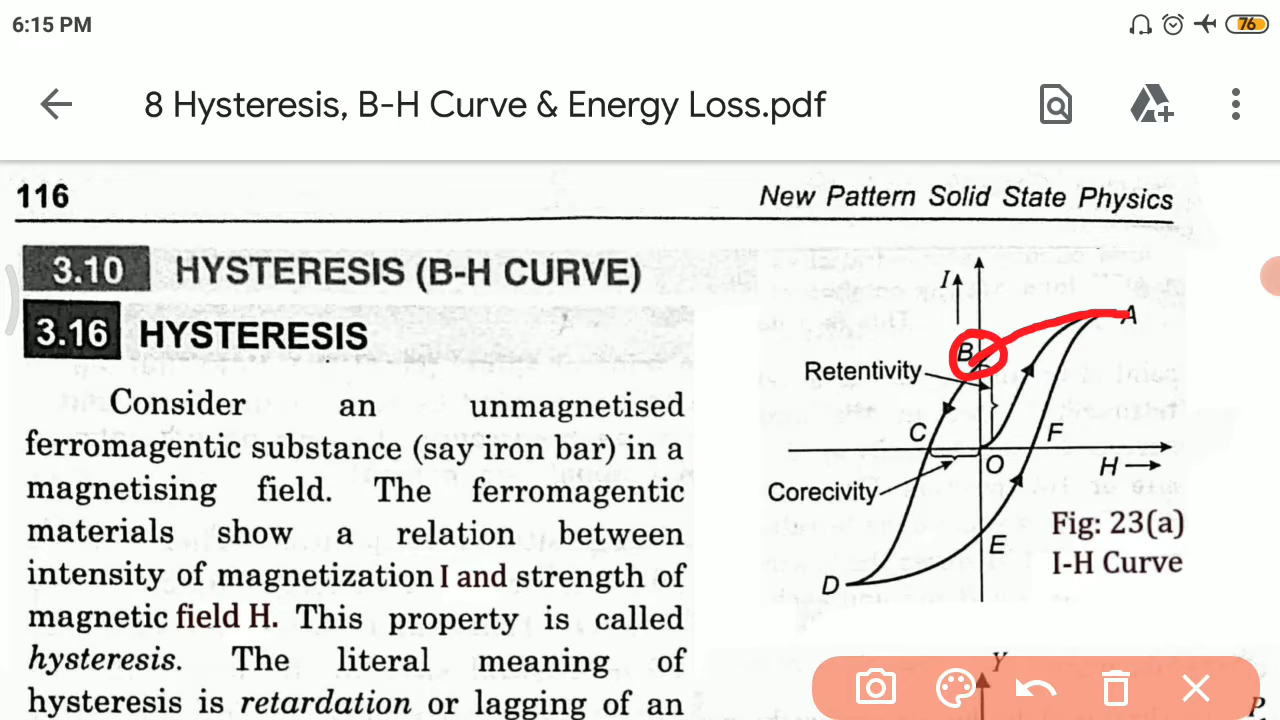 6:15 PM
76
8 Hysteresis, B-H Curve & Energy Loss.pdf
116
New Pattern Solid State Physics
3.10 HYSTERESIS (B-H CURVE)
3.16 HYSTERESIS
Consider an unmagnetised
ferromagentic substance (say iron bar) in a
magnetising field. The ferromagentic
materials show a relation between
intensity of magnetization I and strength of
magnetic field H. This property is called
hysteresis. The literal meaning of
hysteresis is retardation or lagging of an
I
A
B
Retentivity
C
F
O
H
Corecivity
E
D
Fig: 23(a)
I-H Curve
Y
P